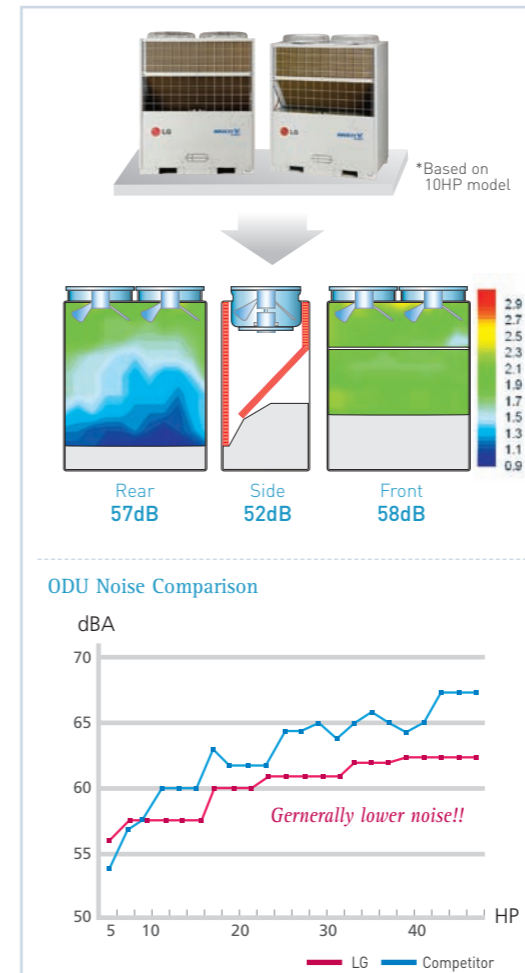 LG
LG
*Based on
10HP model
2.9
2.7
2.5
2.3
2.1
1.9
1.7
1.5
1.3
1.1
0.9
Rear
57dB
Side
52dB
Front
58dB
ODU Noise Comparison
dBA
70
65
60
55
50
Gernerally lower noise!!
5 10 20 30 40
HP
LG Competitor